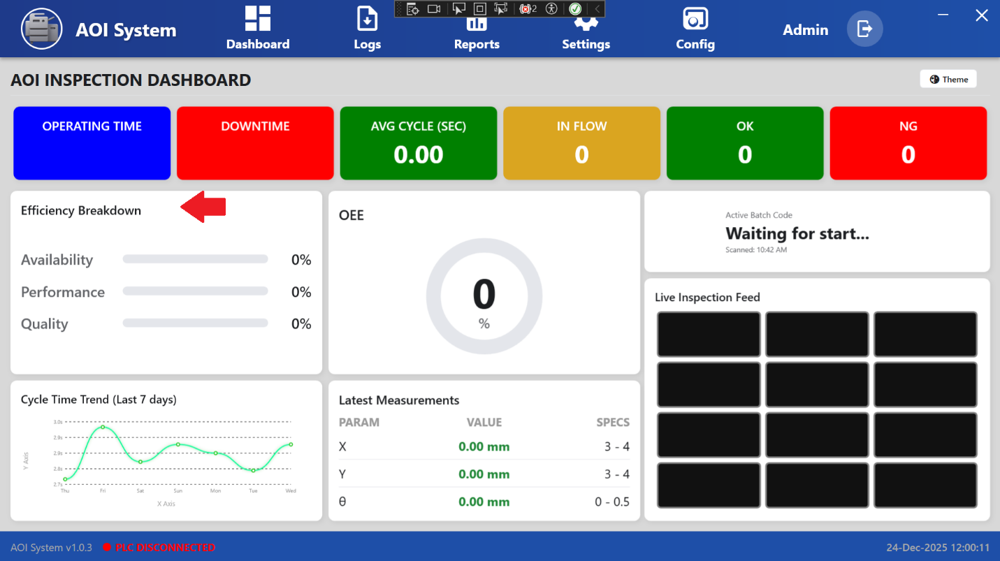 AOI System
Dashboard
Logs
Reports
Settings
Config
Admin
2
AOI INSPECTION DASHBOARD
Theme
OPERATING TIME
DOWNTIME
AVG CYCLE (SEC)
0.00
IN FLOW
0
OK
0
NG
0
Efficiency Breakdown
Availability 0%
Performance 0%
Quality 0%
OEE
0
%
Active Batch Code
Waiting for start...
Scanned: 10:42 AM
Live Inspection Feed
Cycle Time Trend (Last 7 days)
3.0s
2.9s
2.9s
2.8s
2.7s
Y Axis
Thu Fri Sat Sun Mon Tue Wed
X Axis
Latest Measurements
PARAM VALUE SPECS
X 0.00 mm 3 - 4
Y 0.00 mm 3 - 4
θ 0.00 mm 0 - 0.5
AOI System v1.0.3
PLC DISCONNECTED
24-Dec-2025 12:00:11